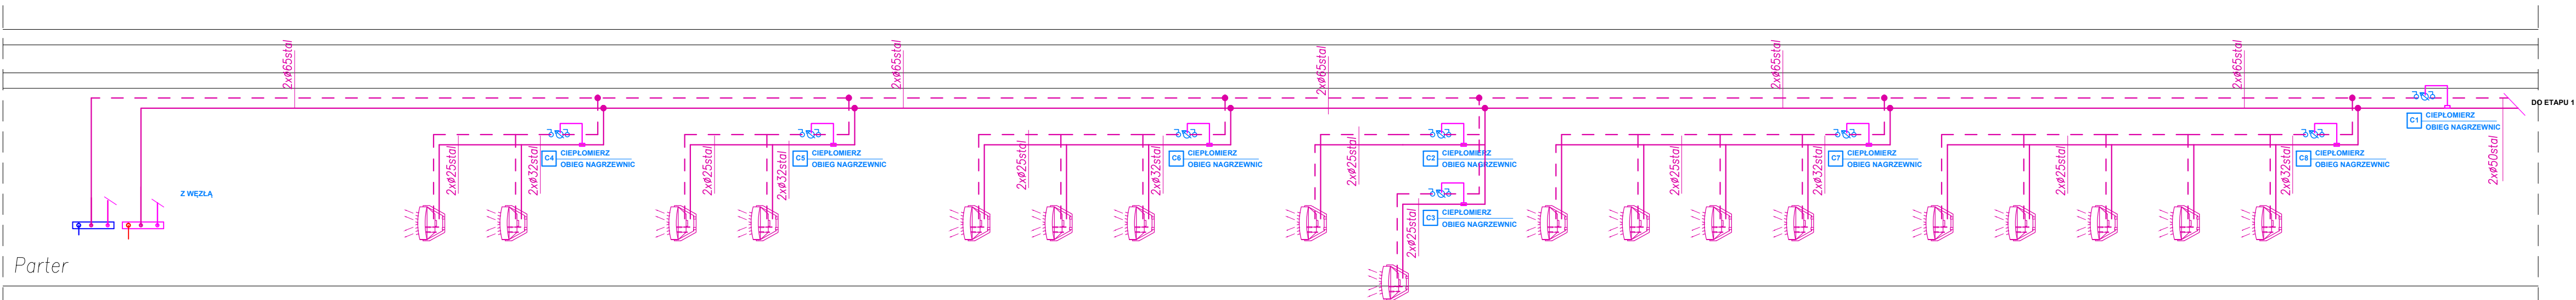 2xø65stal
2xø65stal
2xø65stal
2xø65stal
2xø65stal
DO ETAPU 1
C1 CIEPŁOMIERZ
OBIEG NAGRZEWNIC
2xø50stal
2xø25stal
2xø32stal
C4 CIEPŁOMIERZ
OBIEG NAGRZEWNIC
2xø25stal
2xø32stal
C5 CIEPŁOMIERZ
OBIEG NAGRZEWNIC
2xø25stal
2xø32stal
C6 CIEPŁOMIERZ
OBIEG NAGRZEWNIC
2xø25stal
C2 CIEPŁOMIERZ
OBIEG NAGRZEWNIC
2xø25stal
2xø32stal
C7 CIEPŁOMIERZ
OBIEG NAGRZEWNIC
2xø25stal
2xø32stal
C8 CIEPŁOMIERZ
OBIEG NAGRZEWNIC
Z WĘZŁĄ
2xø25stal
C3 CIEPŁOMIERZ
OBIEG NAGRZEWNIC
Parter